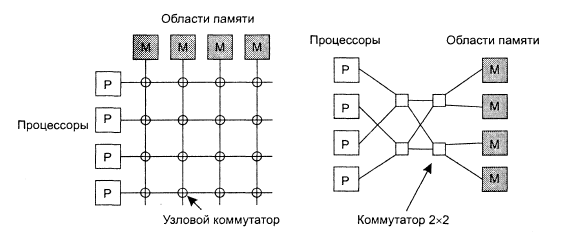 Области памяти
M M M M
P
P
Процессоры
P
P
Узловой коммутатор
Процессоры
Области памяти
P M
P M
P M
P M
Коммутатор 2×2